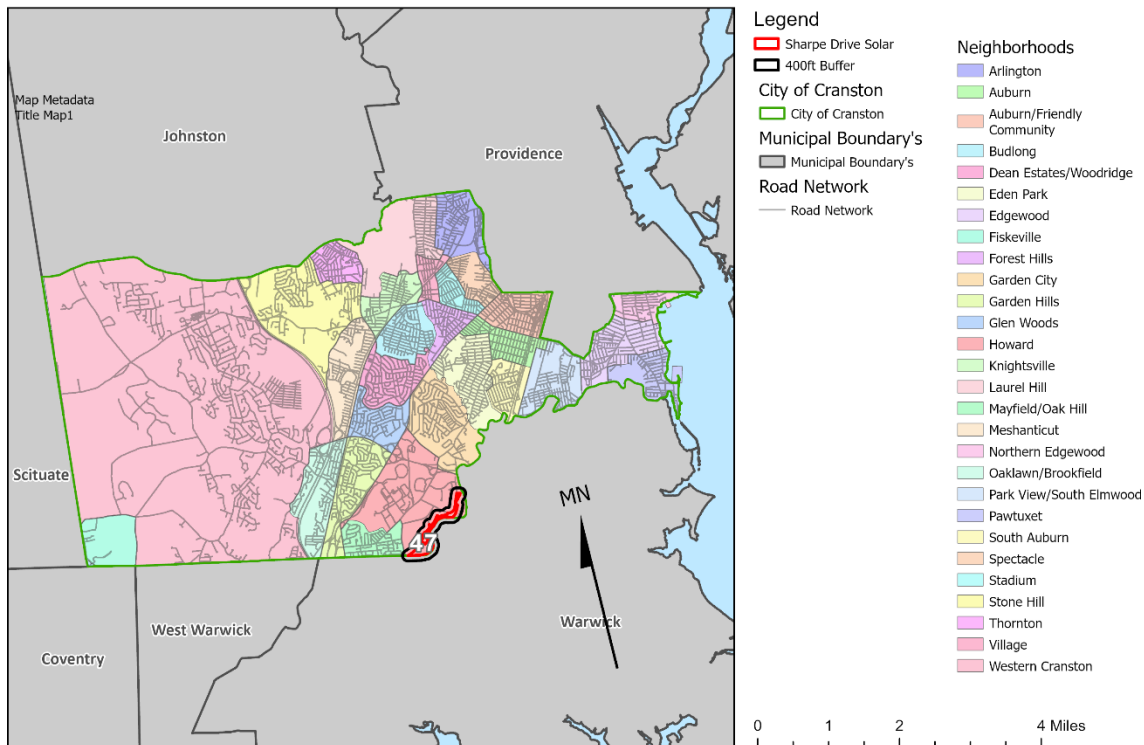 Map Metadata
Title Map1
Johnston
Providence
Scituate
MN
47
West Warwick
Warwick
Coventry
Legend
Sharpe Drive Solar
400ft Buffer
City of Cranston
City of Cranston
Municipal Boundary's
Municipal Boundary's
Road Network
Road Network
Neighborhoods
Arlington
Auburn
Auburn/Friendly
Community
Budlong
Dean Estates/Woodridge
Eden Park
Edgewood
Fiskeville
Forest Hills
Garden City
Garden Hills
Glen Woods
Howard
Knightsville
Laurel Hill
Mayfield/Oak Hill
Meshanticut
Northern Edgewood
Oaklawn/Brookfield
Park View/South Elmwood
Pawtuxet
South Auburn
Spectacle
Stadium
Stone Hill
Thornton
Village
Western Cranston
0 1 2 4 Miles